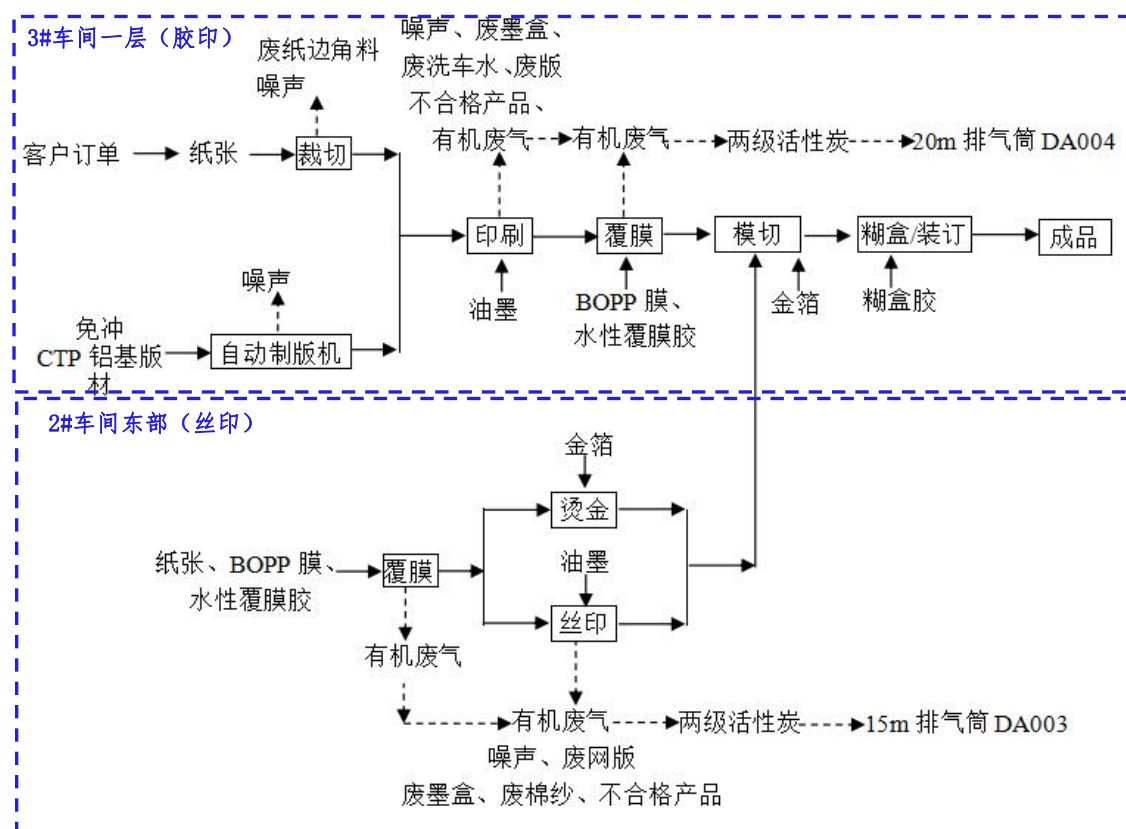 3#车间一层（胶印）
废纸边角料
噪声
噪声、废墨盒、
废洗车水、废版
不合格产品、
有机废气
有机废气
两级活性炭
20m 排气筒 DA004
客户订单
纸张
裁切
印刷
覆膜
模切
糊盒/装订
成品
油墨
BOPP 膜、
水性覆膜胶
金箔
糊盒胶
噪声
免冲
CTP 铝基版
材
自动制版机
2#车间东部（丝印）
金箔
烫金
纸张、BOPP 膜、
水性覆膜胶
覆膜
油墨
丝印
有机废气
有机废气
两级活性炭
15m 排气筒 DA003
噪声、废网版
废墨盒、废棉纱、不合格产品